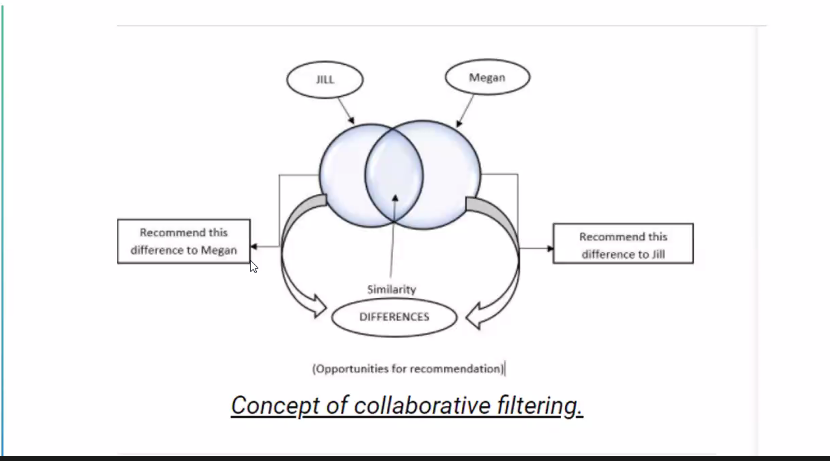 JILL
Megan
Recommend this
difference to Megan
Recommend this
difference to Jill
Similarity
DIFFERENCES
(Opportunities for recommendation)
Concept of collaborative filtering.